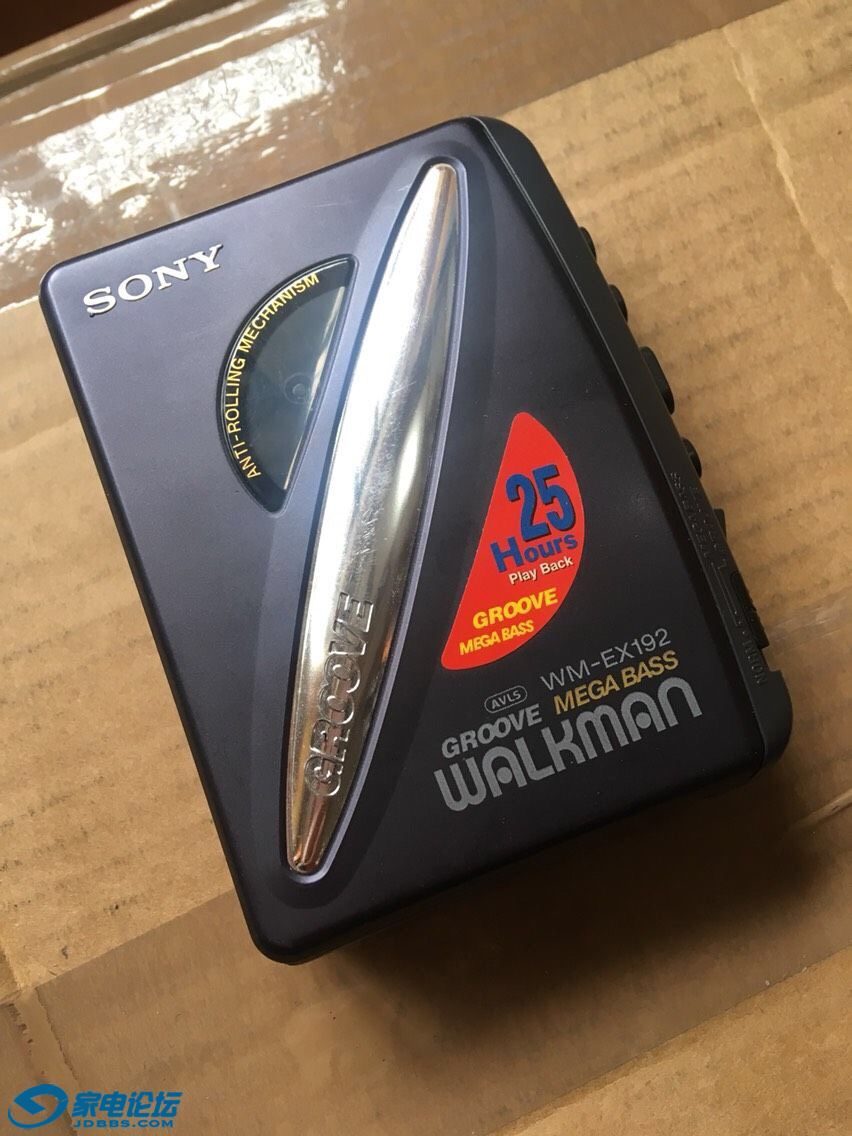 SONY
ANTI-ROLLING MECHANISM
GROOVE
25
Hours
Play Back
GROOVE
MEGA BASS
AVLS WM-EX192
GROOVE MEGA BASS
WALKMAN
NORM
家电论坛
JDBBS.COM